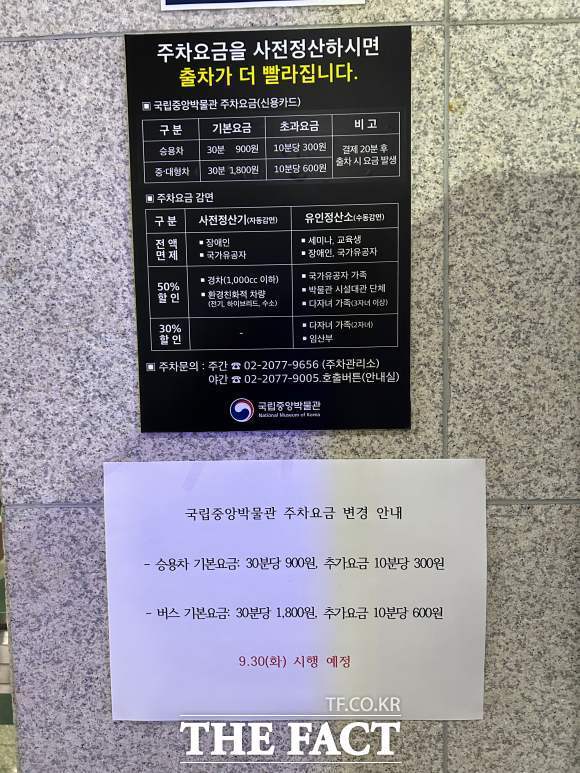 주차요금을 사전정산하시면
출차가 더 빨라집니다.
▣ 국립중앙박물관 주차요금(신용카드)
구 분 기본요금 초과요금 비 고
승용차 30분 900원 10분당 300원 결제 20분 후
출차 시 요금 발생
중·대형차 30분 1,800원 10분당 600원
▣ 주차요금 감면
구 분 사전정산기(자동감면) 유인정산소(수동감면)
전 액
면 제
▪ 장애인
▪ 국가유공자
▪ 세미나, 교육생
▪ 장애인, 국가유공자
50%
할 인
▪ 경차(1,000cc 이하)
▪ 환경친화적 차량
(전기, 하이브리드, 수소)
▪ 국가유공자 가족
▪ 박물관 시설대관 단체
▪ 다자녀 가족(3자녀 이상)
30%
할 인
-
▪ 다자녀 가족(2자녀)
▪ 임산부
▣ 주차문의 : 주간 ☎ 02-2077-9656 (주차관리소)
야간 ☎ 02-2077-9005.호출버튼(안내실)
국립중앙박물관
National Museum of Korea
국립중앙박물관 주차요금 변경 안내
- 승용차 기본요금: 30분당 900원, 추가요금 10분당 300원
- 버스 기본요금: 30분당 1,800원, 추가요금 10분당 600원
9.30(화) 시행 예정
TF.CO.KR
THE FACT